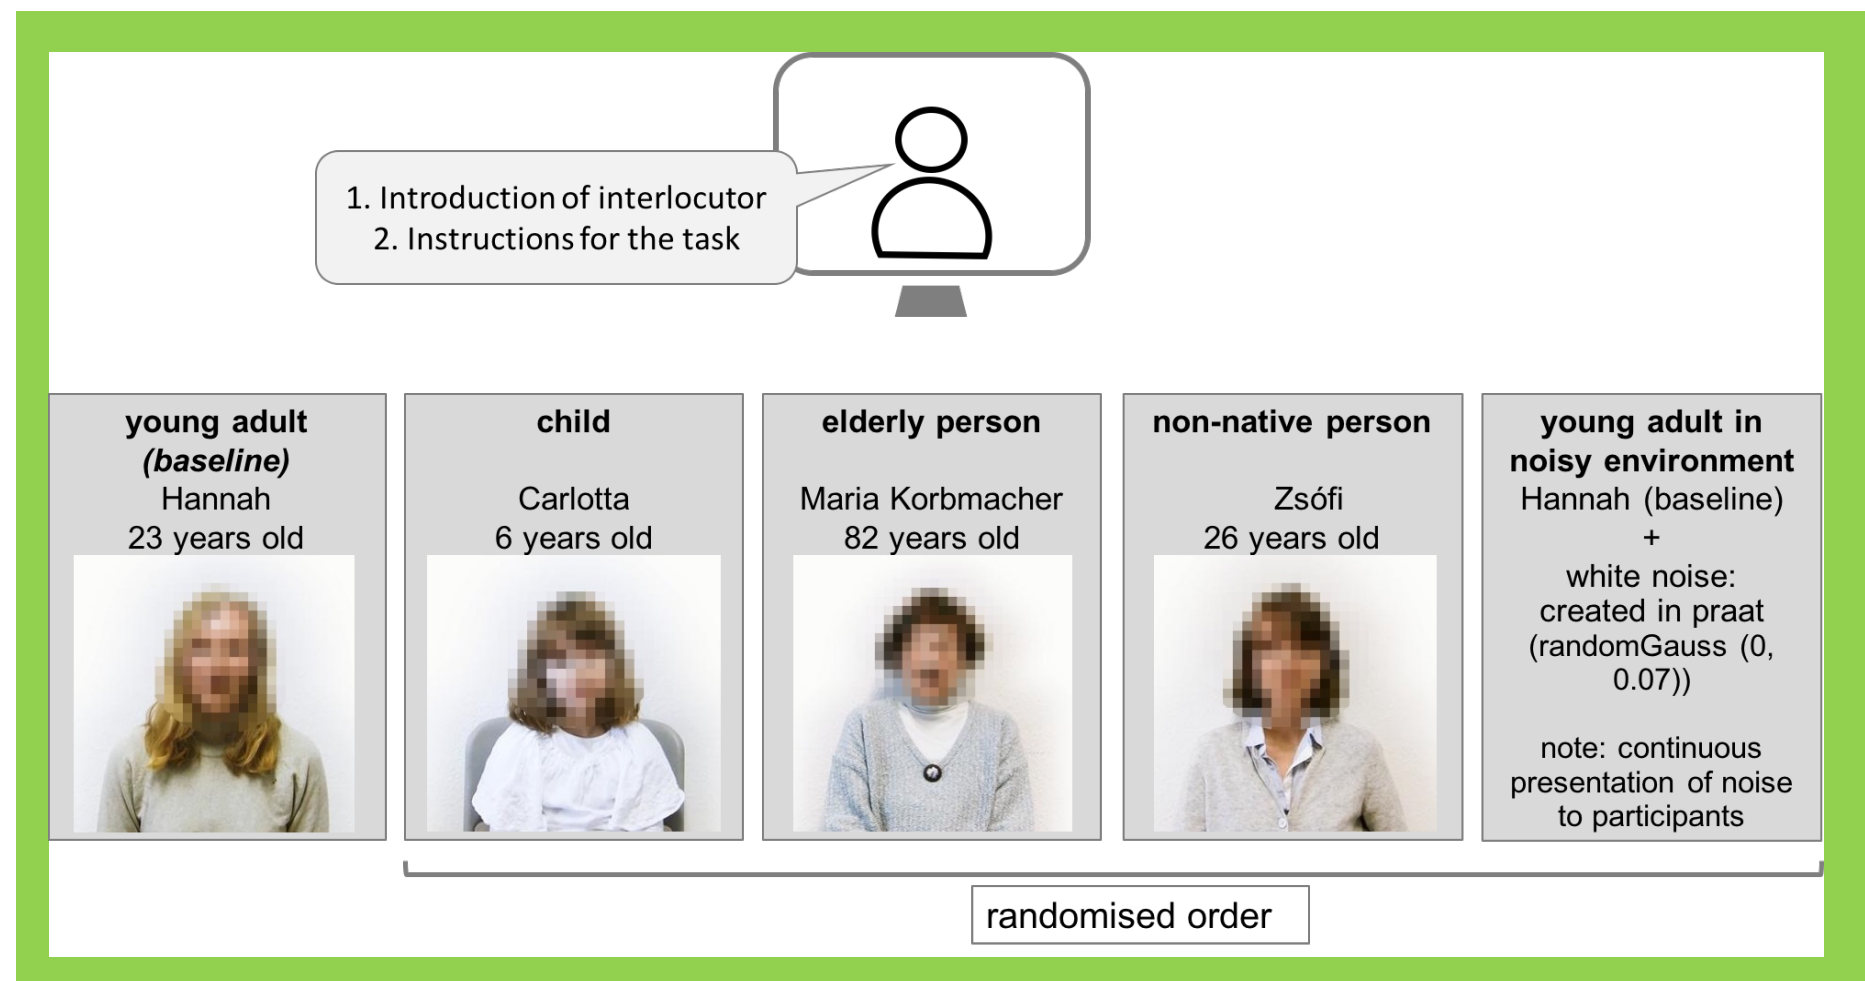 1. Introduction of interlocutor
2. Instructions for the task
young adult
(baseline)
Hannah
23 years old
child
Carlotta
6 years old
elderly person
Maria Korbmacher
82 years old
non-native person
Zsófi
26 years old
young adult in
noisy environment
Hannah (baseline)
+
white noise:
created in praat
(randomGauss (0,
0.07))
note: continuous
presentation of noise
to participants
randomised order